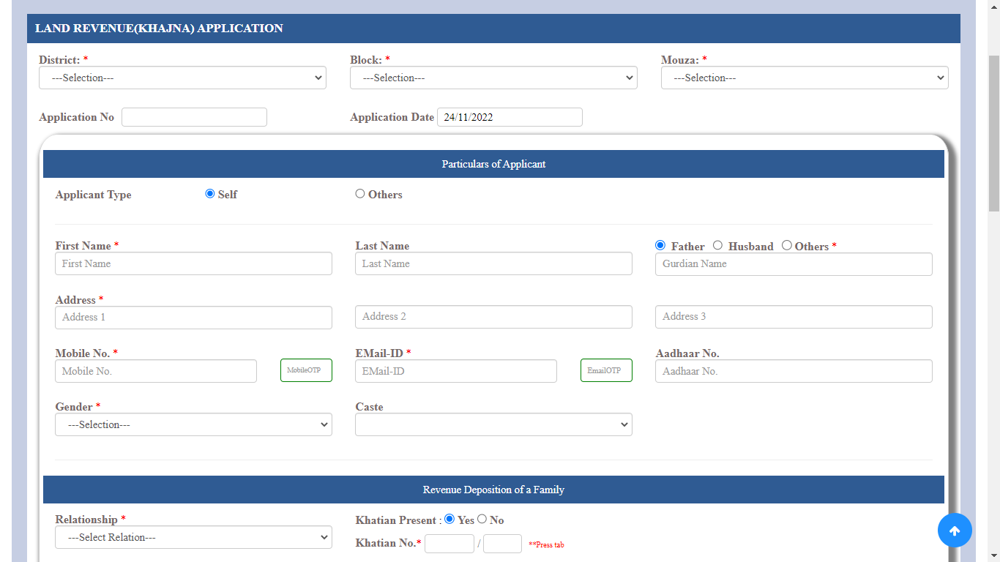 LAND REVENUE(KHAJNA) APPLICATION
District: * Block: * Mouza: *
---Selection--- ---Selection--- ---Selection---
Application No Application Date 24/11/2022
Particulars of Applicant
Applicant Type Self Others
First Name * Last Name Father Husband Others *
First Name Last Name Gurdian Name
Address *
Address 1 Address 2 Address 3
Mobile No. * EMail-ID * Aadhaar No.
Mobile No. MobileOTP EMail-ID EmailOTP Aadhaar No.
Gender * Caste
---Selection---
Revenue Deposition of a Family
Relationship * Khatian Present : Yes No
---Select Relation---
Khatian No.* / **Press tab